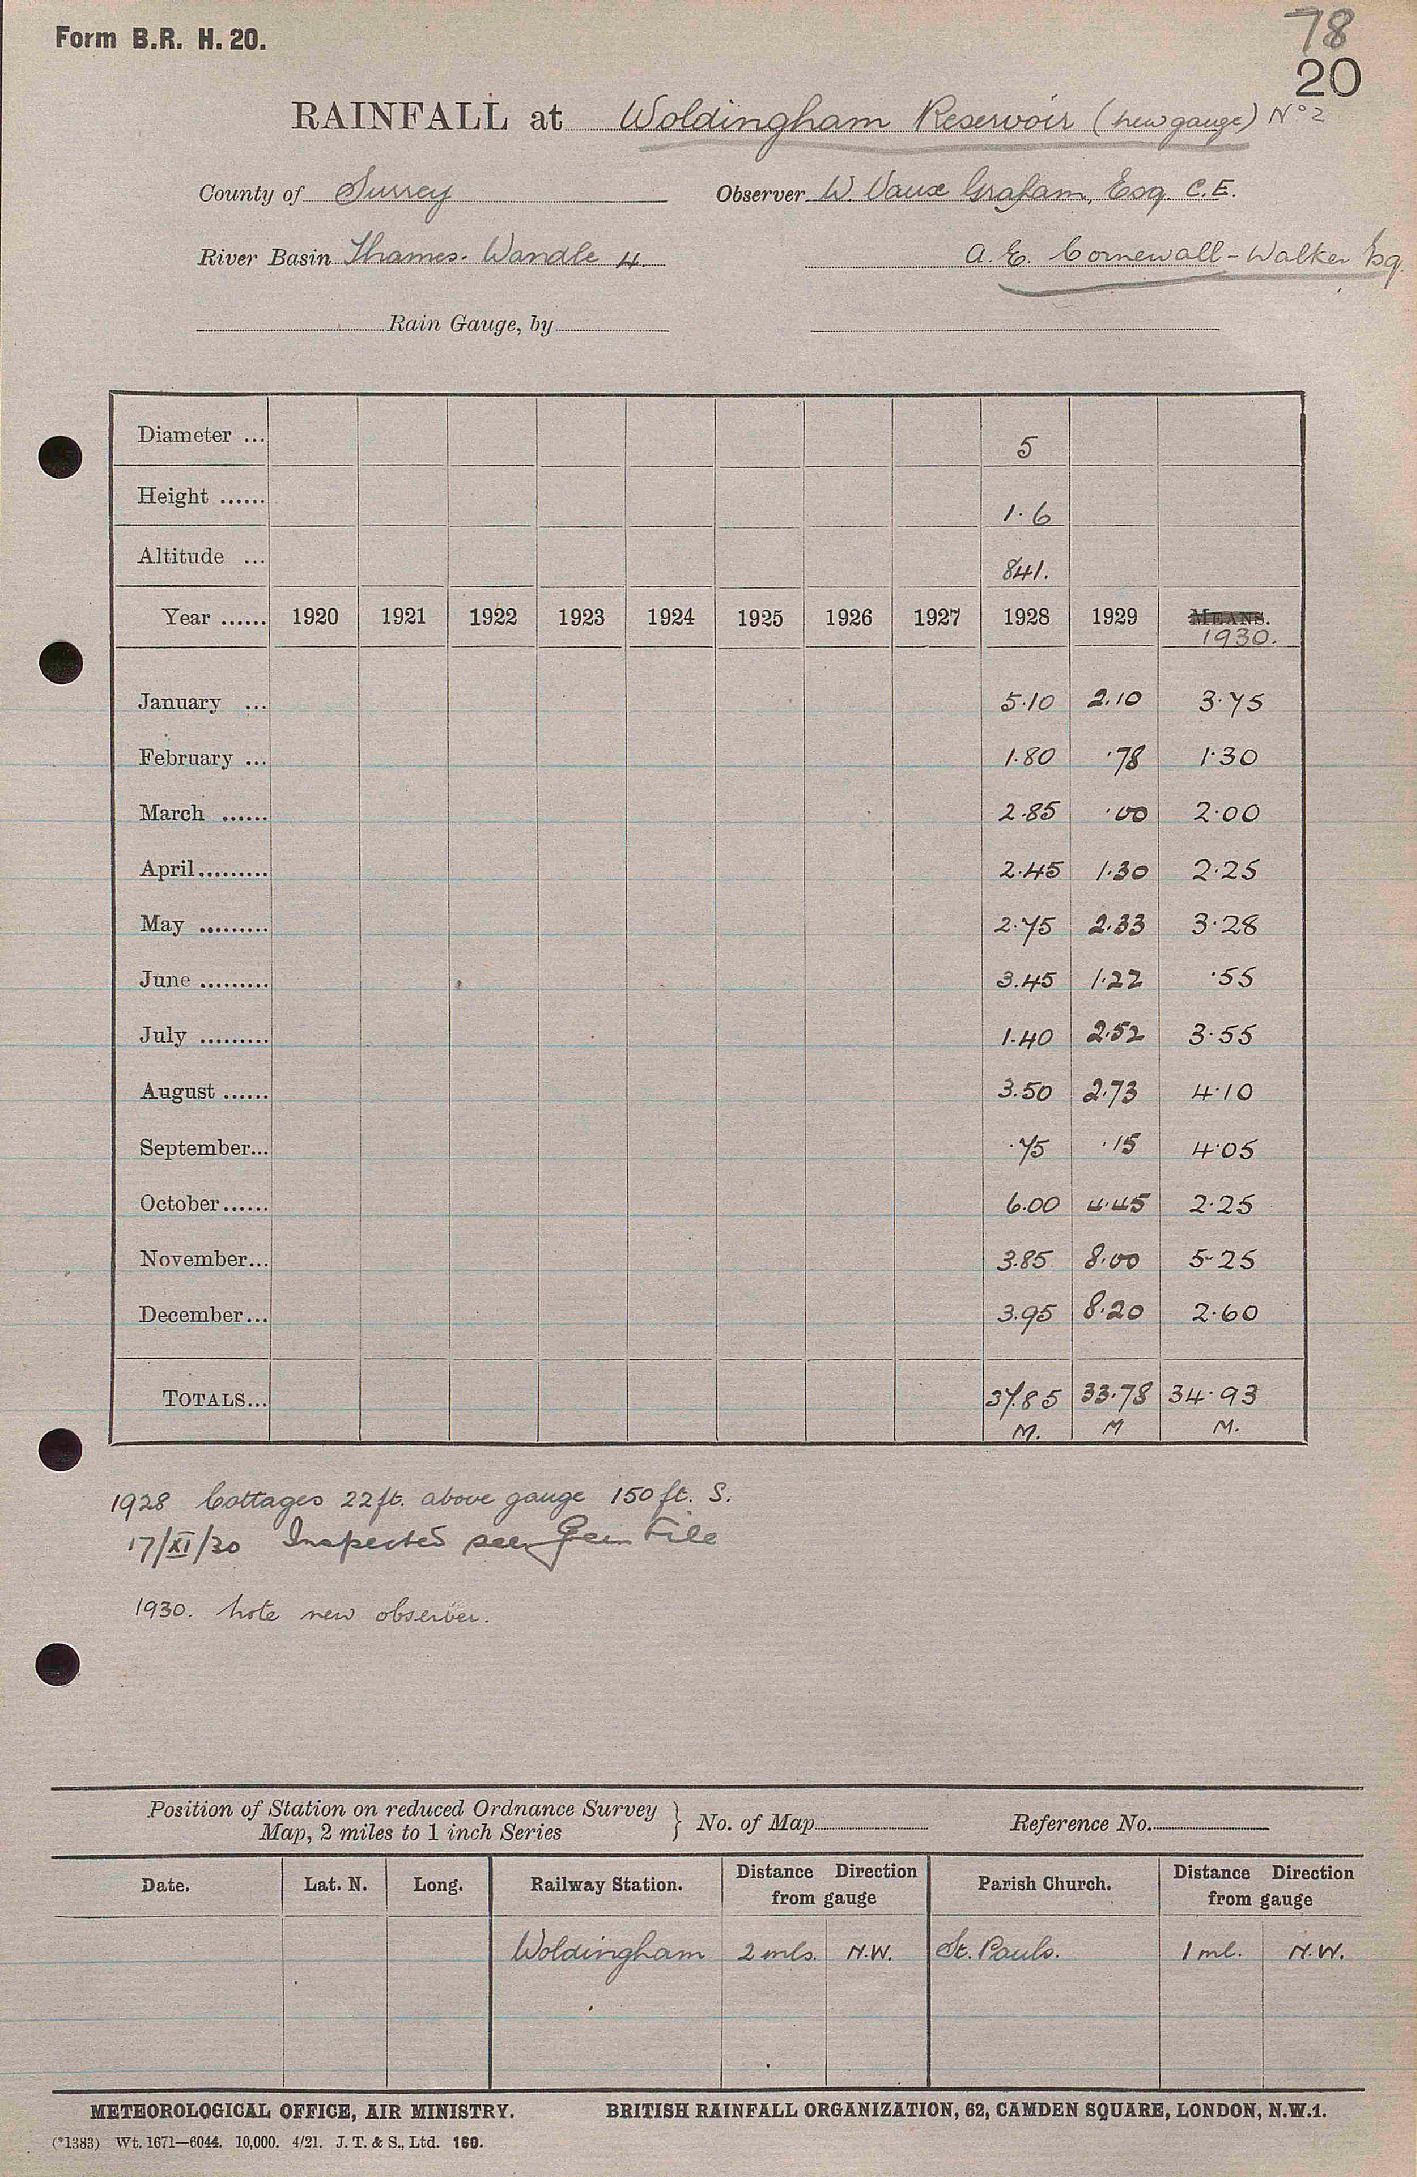 Form B.R. H. 20.
78
20
RAINFALL at Woldingham Reservoir (new gauge) No 2
County of Surrey Observer W. Vaux Graham, Esq. C.E.
River Basin Thames. Wandle 4. A. E. Cornewall-Walker Esq.
Rain Gauge, by
Diameter ... 5
Height ...... 1.6
Altitude ... 841.
Year ...... 1920 1921 1922 1923 1924 1925 1926 1927 1928 1929 MEANS.
1930.
January ... 5.10 2.10 3.75
February ... 1.80 .78 1.30
March ...... 2.85 .00 2.00
April......... 2.45 1.30 2.25
May ......... 2.75 2.33 3.28
June ......... 3.45 1.22 .55
July ......... 1.40 2.52 3.55
August ...... 3.50 2.73 4.10
September... .75 .15 4.05
October...... 6.00 4.45 2.25
November... 3.85 8.00 5.25
December... 3.95 8.20 2.60
TOTALS... 37.85 33.78 34.93
M. M M.
1928 Cottages 22ft. above gauge 150 ft. S.
17/XI/30 Inspected see Gen File
1930. Note new observer.
Position of Station on reduced Ordnance Survey
Map, 2 miles to 1 inch Series } No. of Map Reference No.
Date. Lat. N. Long. Railway Station. Distance Direction from gauge Parish Church. Distance Direction from gauge
Woldingham 2 mls. N.W. St. Pauls. 1 ml. N.W.
METEOROLOGICAL OFFICE, AIR MINISTRY. BRITISH RAINFALL ORGANIZATION, 62, CAMDEN SQUARE, LONDON, N.W.1.
(*1383) Wt. 1671—6044. 10,000. 4/21. J. T. & S., Ltd. 160.